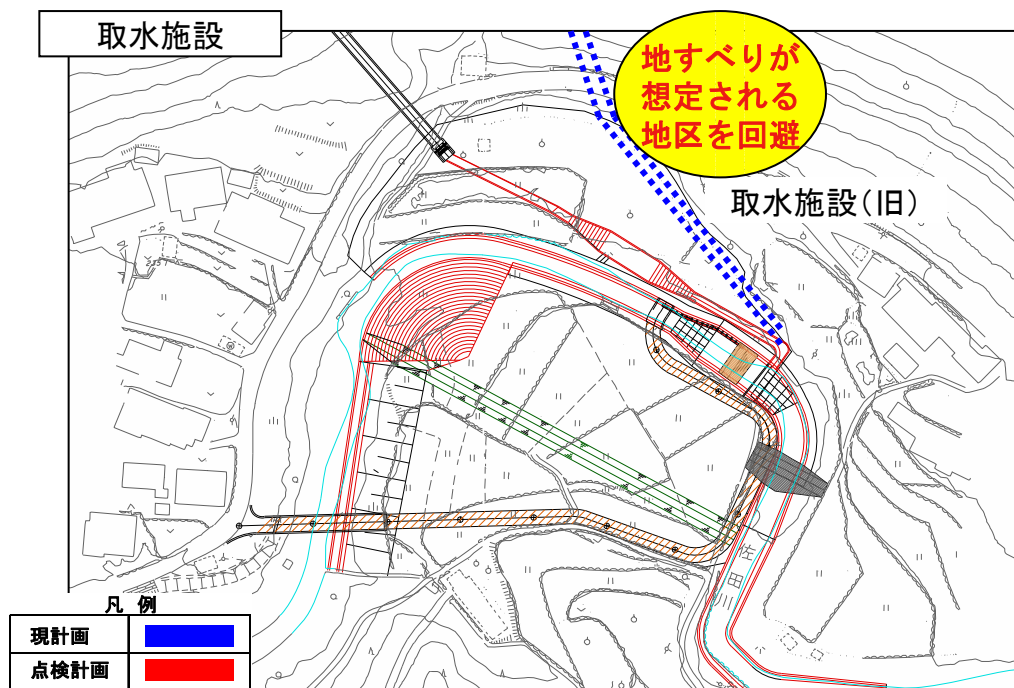 取水施設
地すべりが
想定される
地区を回避
取水施設(旧)
佐田川
凡 例
現計画
点検計画